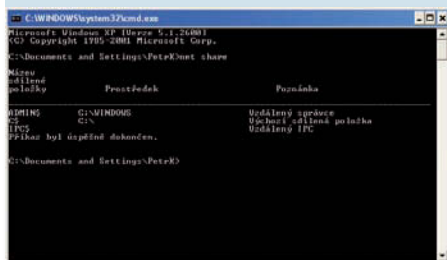 C:\WINDOWS\system32\cmd.exe
Microsoft Windows XP [Verze 5.1.2600]
(C) Copyright 1985-2001 Microsoft Corp.
C:\Documents and Settings\PetrK>net share
Název
sdílené
položky Prostředek Poznámka
ADMIN$ C:\WINDOWS Vzdálený správce
C$ C:\ Výchozí sdílená položka
IPC$ Vzdálený IPC
Příkaz byl úspěšně dokončen.
C:\Documents and Settings\PetrK>